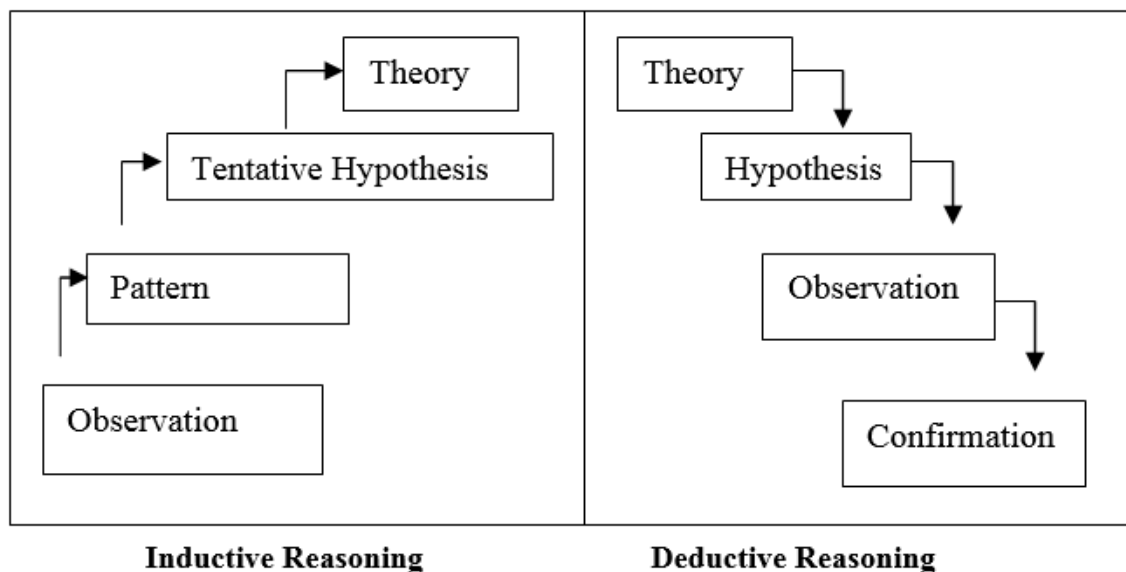 Theory
Tentative Hypothesis
Pattern
Observation
Inductive Reasoning
Theory
Hypothesis
Observation
Confirmation
Deductive Reasoning